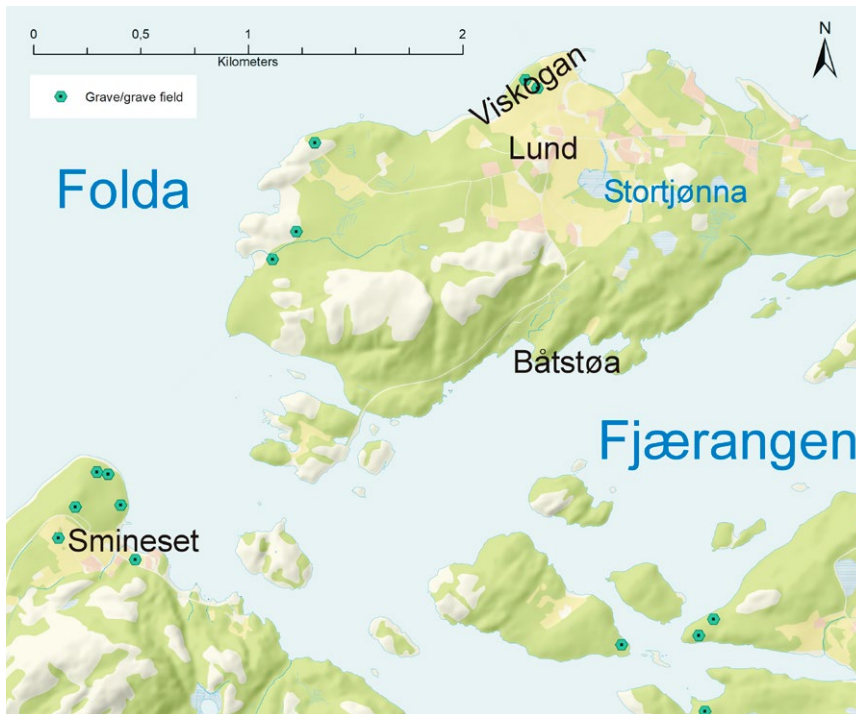 0 0,5 1 2
Kilometers
N
Grave/grave field
Viskogan
Lund
Folda
Stortjønna
Båtstøa
Fjærangen
Smineset